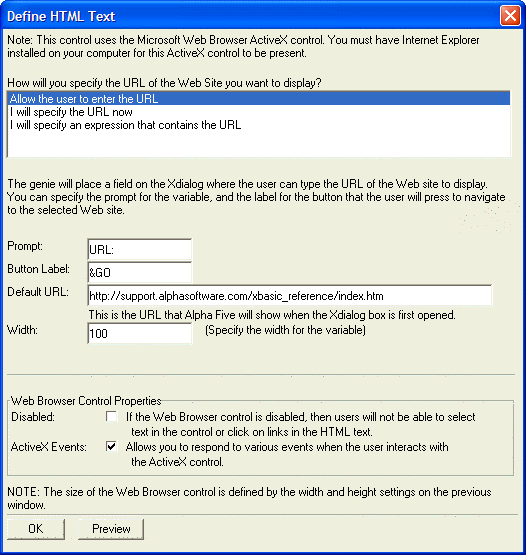 Define HTML Text
Note: This control uses the Microsoft Web Browser ActiveX control. You must have Internet Explorer
installed on your computer for this ActiveX control to be present.
How will you specify the URL of the Web Site you want to display?
Allow the user to enter the URL
I will specify the URL now
I will specify an expression that contains the URL
The genie will place a field on the Xdialog where the user can type the URL of the Web site to display.
You can specify the prompt for the variable, and the label for the button that the user will press to navigate
to the selected Web site.
Prompt: URL:
Button Label: &GO
Default URL: http://support.alphasoftware.com/xbasic_reference/index.htm
This is the URL that Alpha Five will show when the Xdialog box is first opened.
Width: 100 (Specify the width for the variable)
Web Browser Control Properties
Disabled: If the Web Browser control is disabled, then users will not be able to select
text in the control or click on links in the HTML text.
ActiveX Events: Allows you to respond to various events when the user interacts with
the ActiveX control.
NOTE: The size of the Web Browser control is defined by the width and height settings on the previous
window.
OK Preview